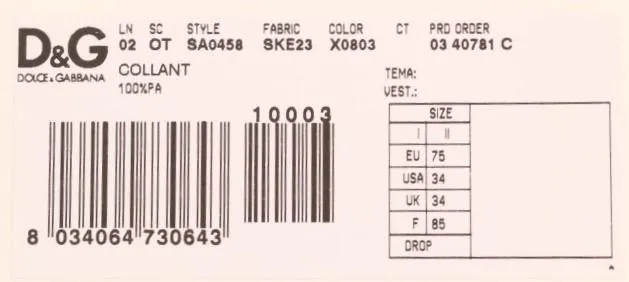 D&G
DOLCE & GABBANA
LN SC STYLE FABRIC COLOR CT PRD ORDER
02 OT SA0458 SKE23 X0803 03 40781 C
COLLANT
100%PA
TEMA:
VEST.:
10003
8 034064 730643
SIZE
I II
EU 75
USA 34
UK 34
F 85
DROP